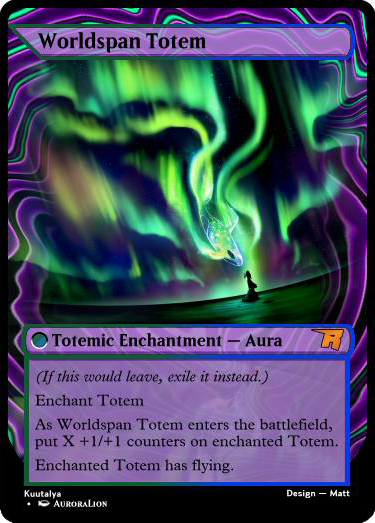 Worldspan Totem
Totemic Enchantment — Aura
(If this would leave, exile it instead.)
Enchant Totem
As Worldspan Totem enters the battlefield,
put X +1/+1 counters on enchanted Totem.
Enchanted Totem has flying.
Kuutalya
Design — Matt
• AURORALION